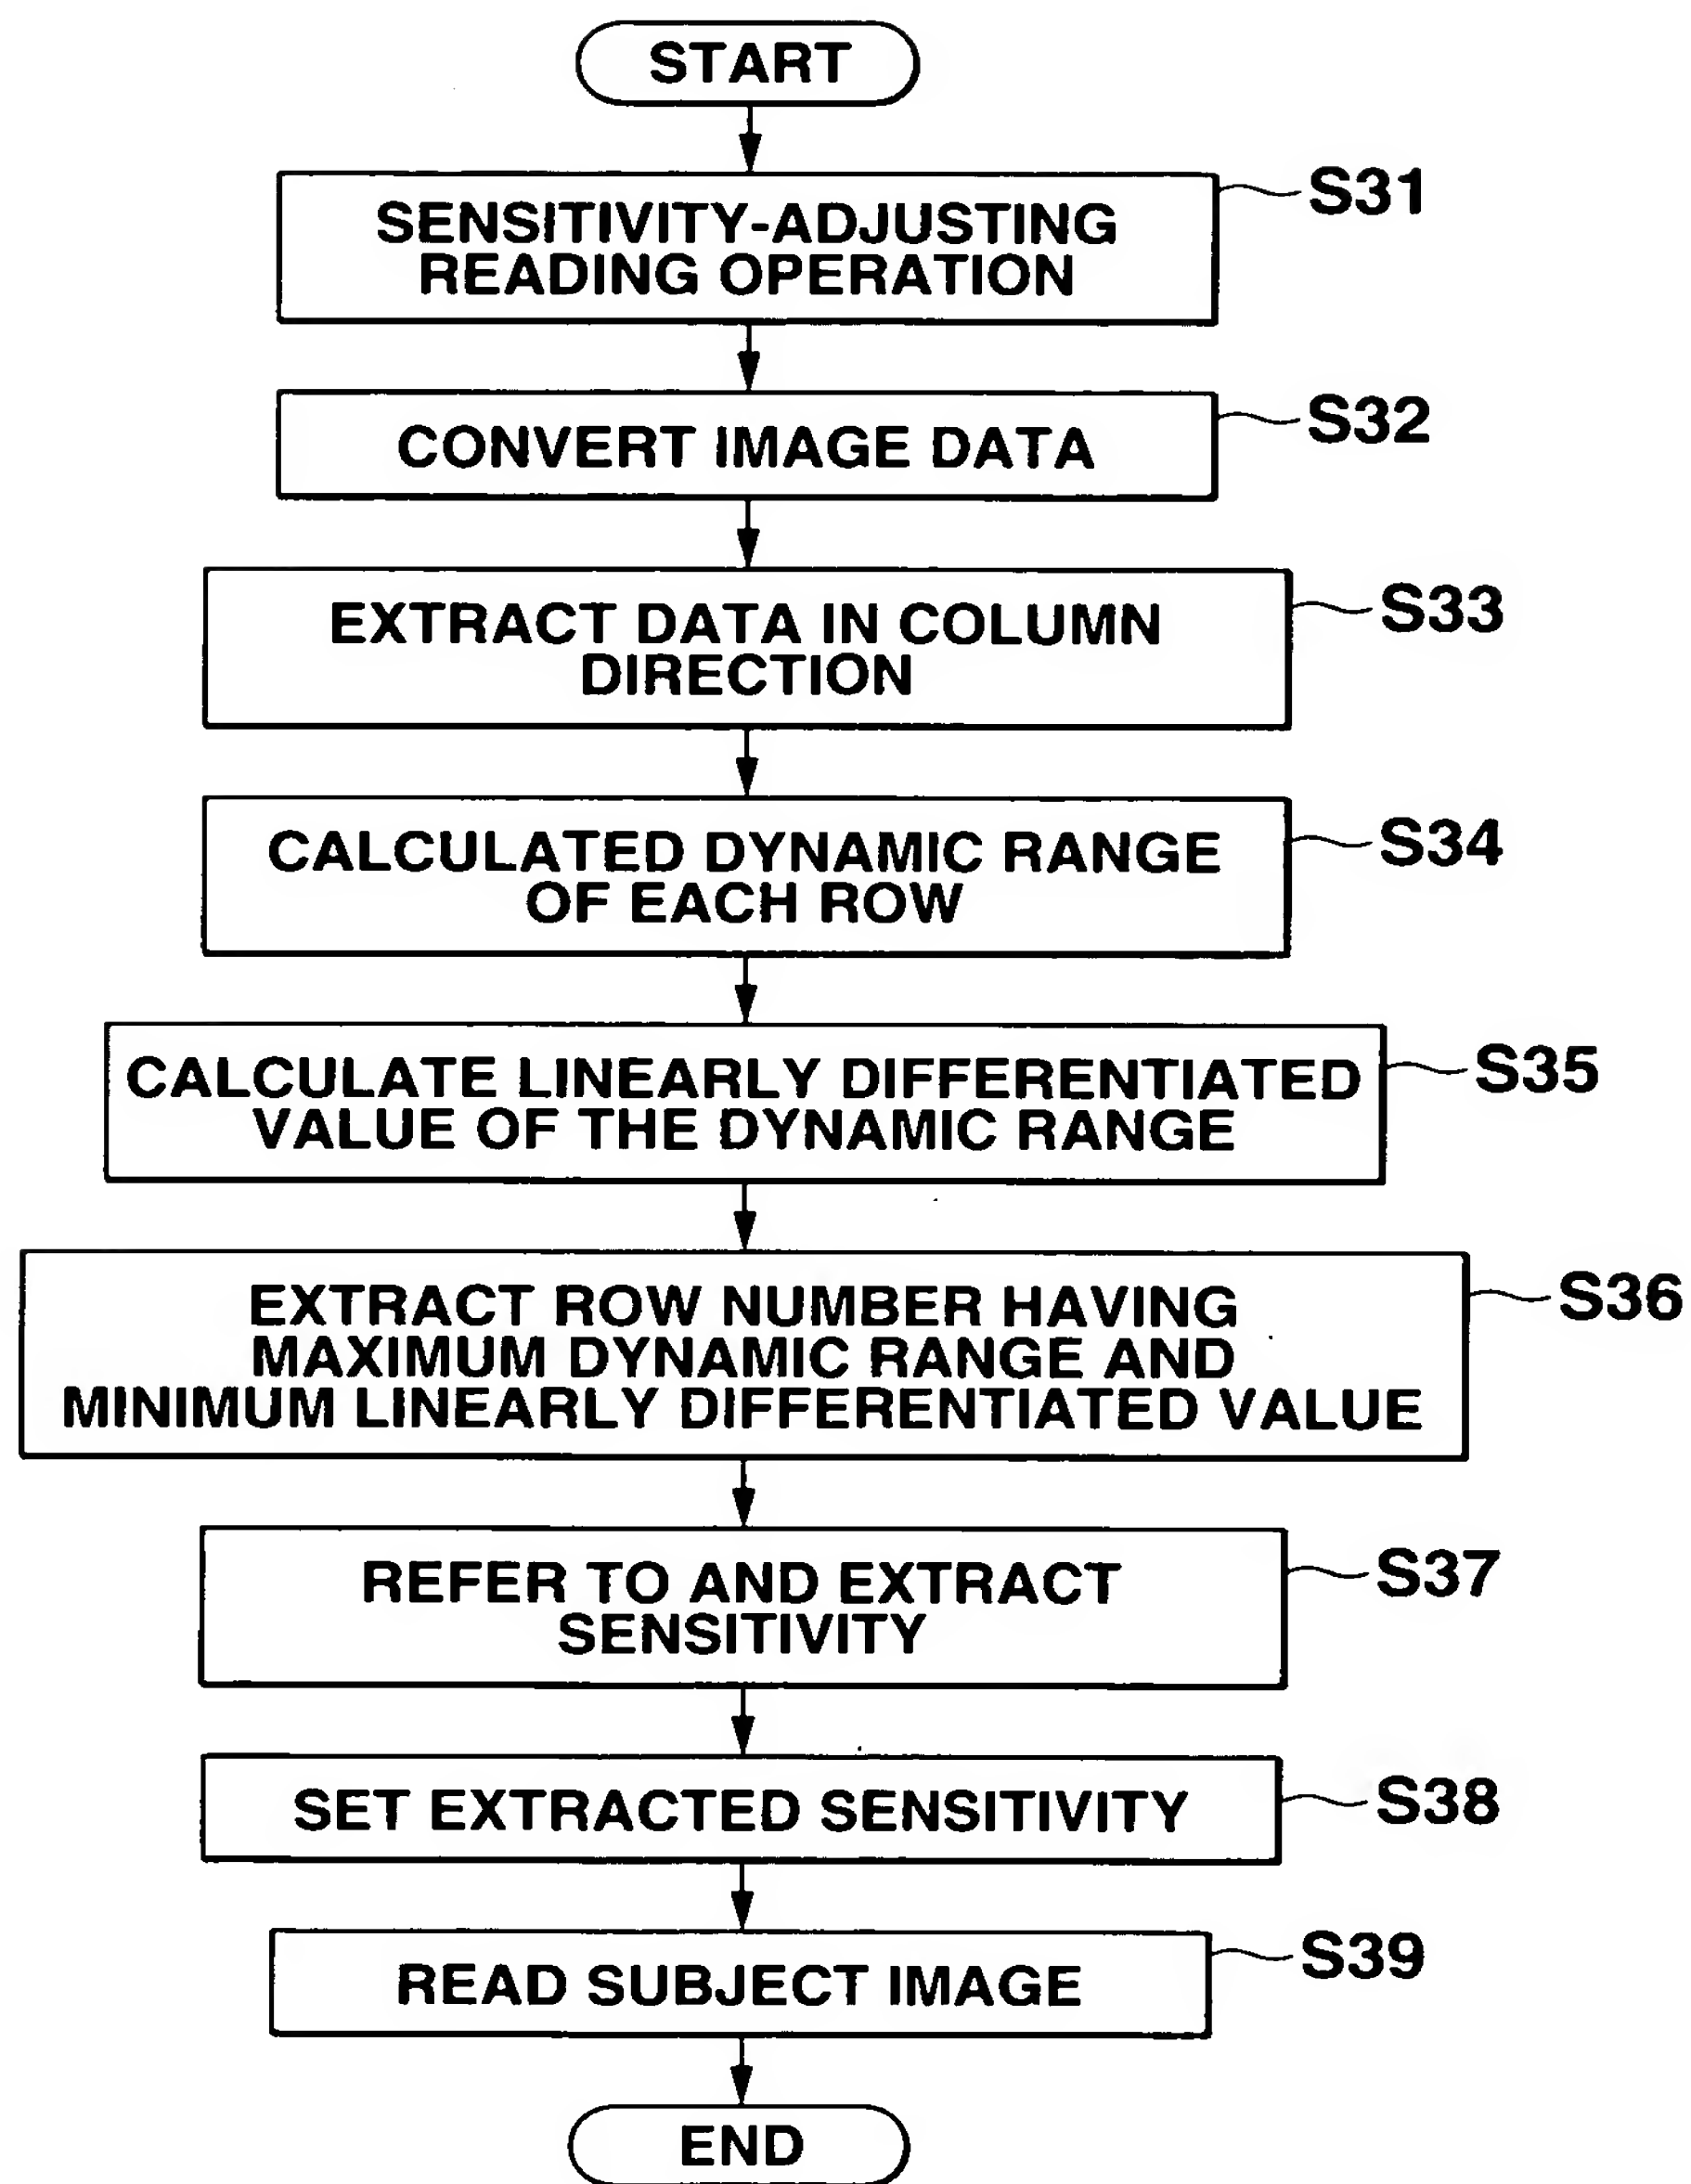 START
S31
SENSITIVITY-ADJUSTING
READING OPERATION
S32
CONVERT IMAGE DATA
S33
EXTRACT DATA IN COLUMN
DIRECTION
S34
CALCULATED DYNAMIC RANGE
OF EACH ROW
S35
CALCULATE LINEARLY DIFFERENTIATED
VALUE OF THE DYNAMIC RANGE
S36
EXTRACT ROW NUMBER HAVING
MAXIMUM DYNAMIC RANGE AND
MINIMUM LINEARLY DIFFERENTIATED VALUE
S37
REFER TO AND EXTRACT
SENSITIVITY
S38
SET EXTRACTED SENSITIVITY
S39
READ SUBJECT IMAGE
END